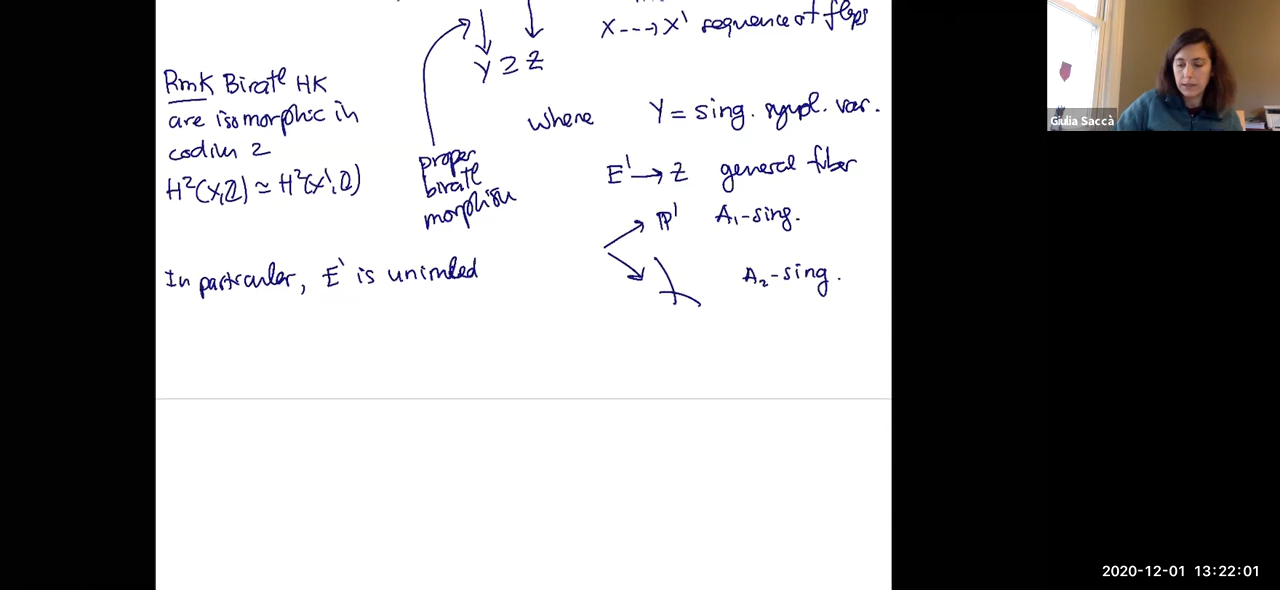 X ---> X' sequence of flops
Y ⊇ Z
Rmk Birat'l HK
are isomorphic in
codim 2
H²(X,Z) ≃ H²(X',Z)
where Y = sing. sympl. var.
proper
birat'l
morphism
E' → Z general fiber
P¹ A₁-sing.
A₂-sing.
In particular, E' is uniruled
Giulia Saccà
2020-12-01 13:22:01